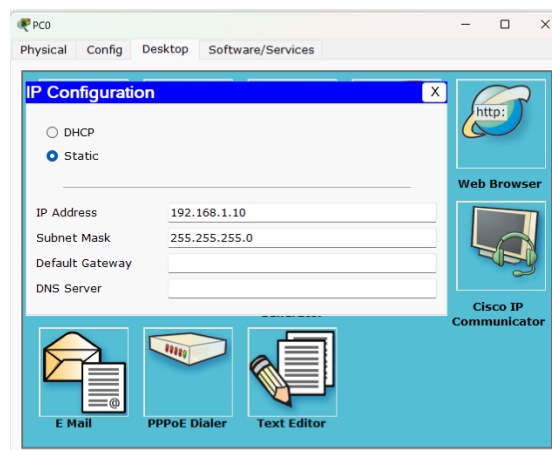 PC0
Physical Config Desktop Software/Services
IP Configuration X
DHCP
Static
IP Address 192.168.1.10
Subnet Mask 255.255.255.0
Default Gateway
DNS Server
http:
Web Browser
Cisco IP
Communicator
@
E Mail
PPPoE Dialer
Text Editor